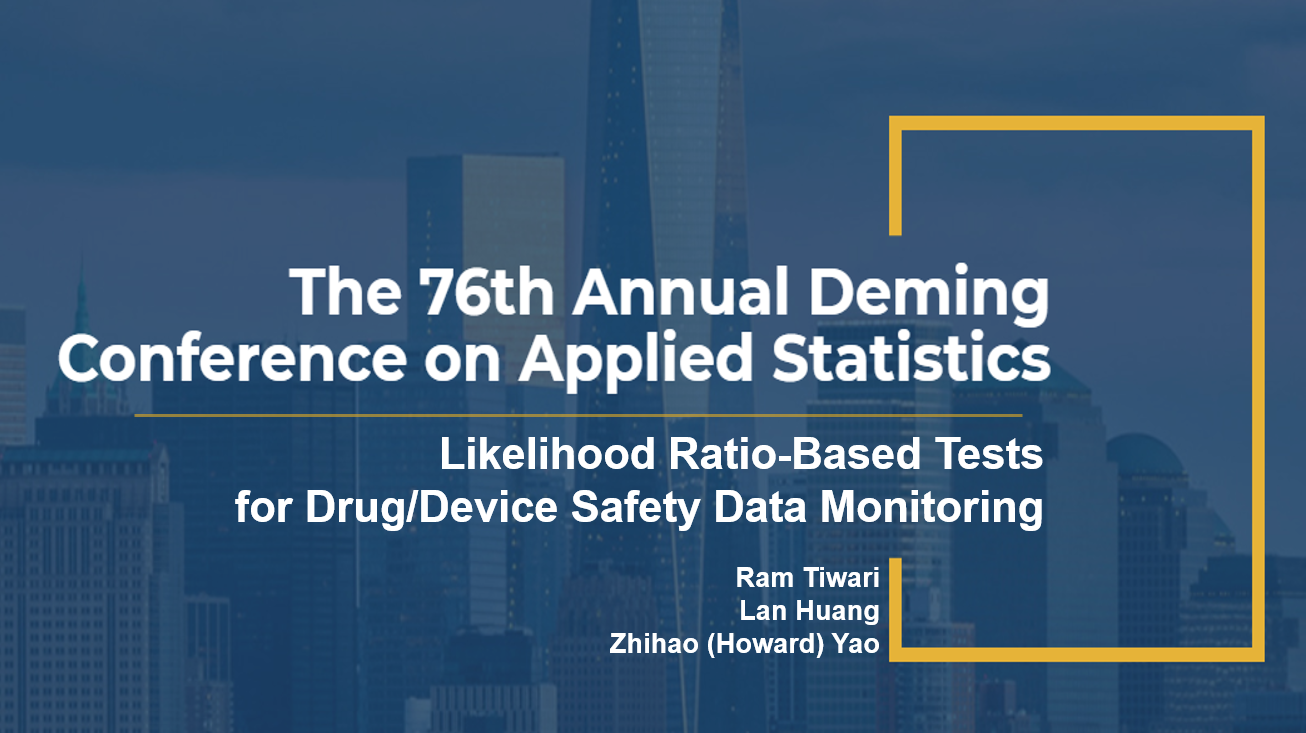 The 76th Annual Deming
Conference on Applied Statistics
Likelihood Ratio-Based Tests
for Drug/Device Safety Data Monitoring
Ram Tiwari
Lan Huang
Zhihao (Howard) Yao